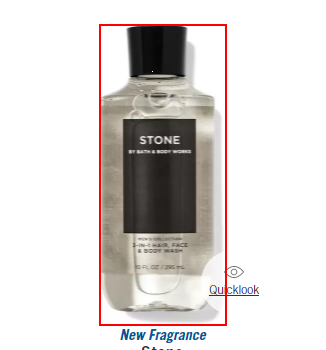 STONE
BY BATH & BODY WORKS
MEN'S COLLECTION
3-IN-1 HAIR, FACE
& BODY WASH
10 FL OZ / 295 mL
Quicklook
New Fragrance
Stone